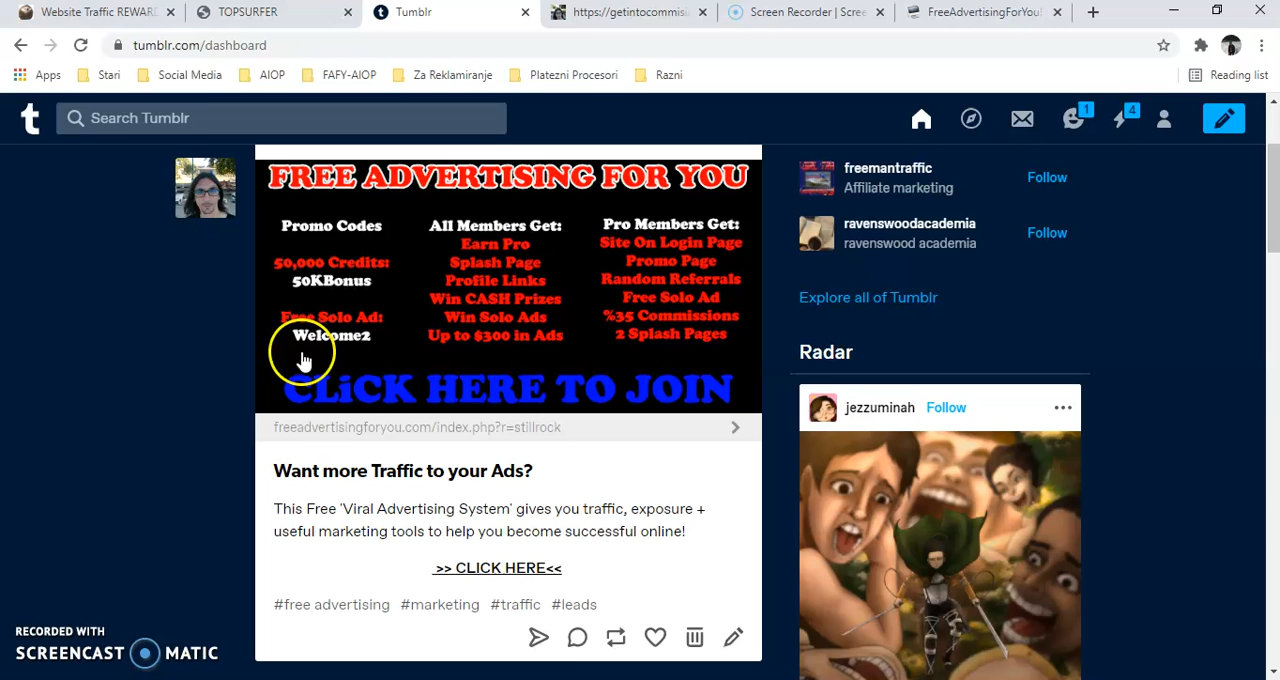 Website Traffic REWARD
TOPSURFER
Tumblr
https://getintocommisi
Screen Recorder | Scree
FreeAdvertisingForYou!
tumblr.com/dashboard
Apps
Stari
Social Media
AIOP
FAFY-AIOP
Za Reklamiranje
Platezni Procesori
Razni
Reading list
t
Search Tumblr
1
4
FREE ADVERTISING FOR YOU
Promo Codes
50,000 Credits:
50KBonus
Free Solo Ad:
Welcome2
All Members Get:
Earn Pro
Splash Page
Profile Links
Win CASH Prizes
Win Solo Ads
Up to $300 in Ads
Pro Members Get:
Site On Login Page
Promo Page
Random Referrals
Free Solo Ad
%35 Commissions
2 Splash Pages
CLiCK HERE TO JOIN
freeadvertisingforyou.com/index.php?r=stillrock
Want more Traffic to your Ads?
This Free 'Viral Advertising System' gives you traffic, exposure +
useful marketing tools to help you become successful online!
>> CLICK HERE<<
#free advertising #marketing #traffic #leads
freemantraffic
Affiliate marketing
Follow
ravenswoodacademia
ravenswood academia
Follow
Explore all of Tumblr
Radar
jezzuminah Follow
RECORDED WITH
SCREENCAST MATIC